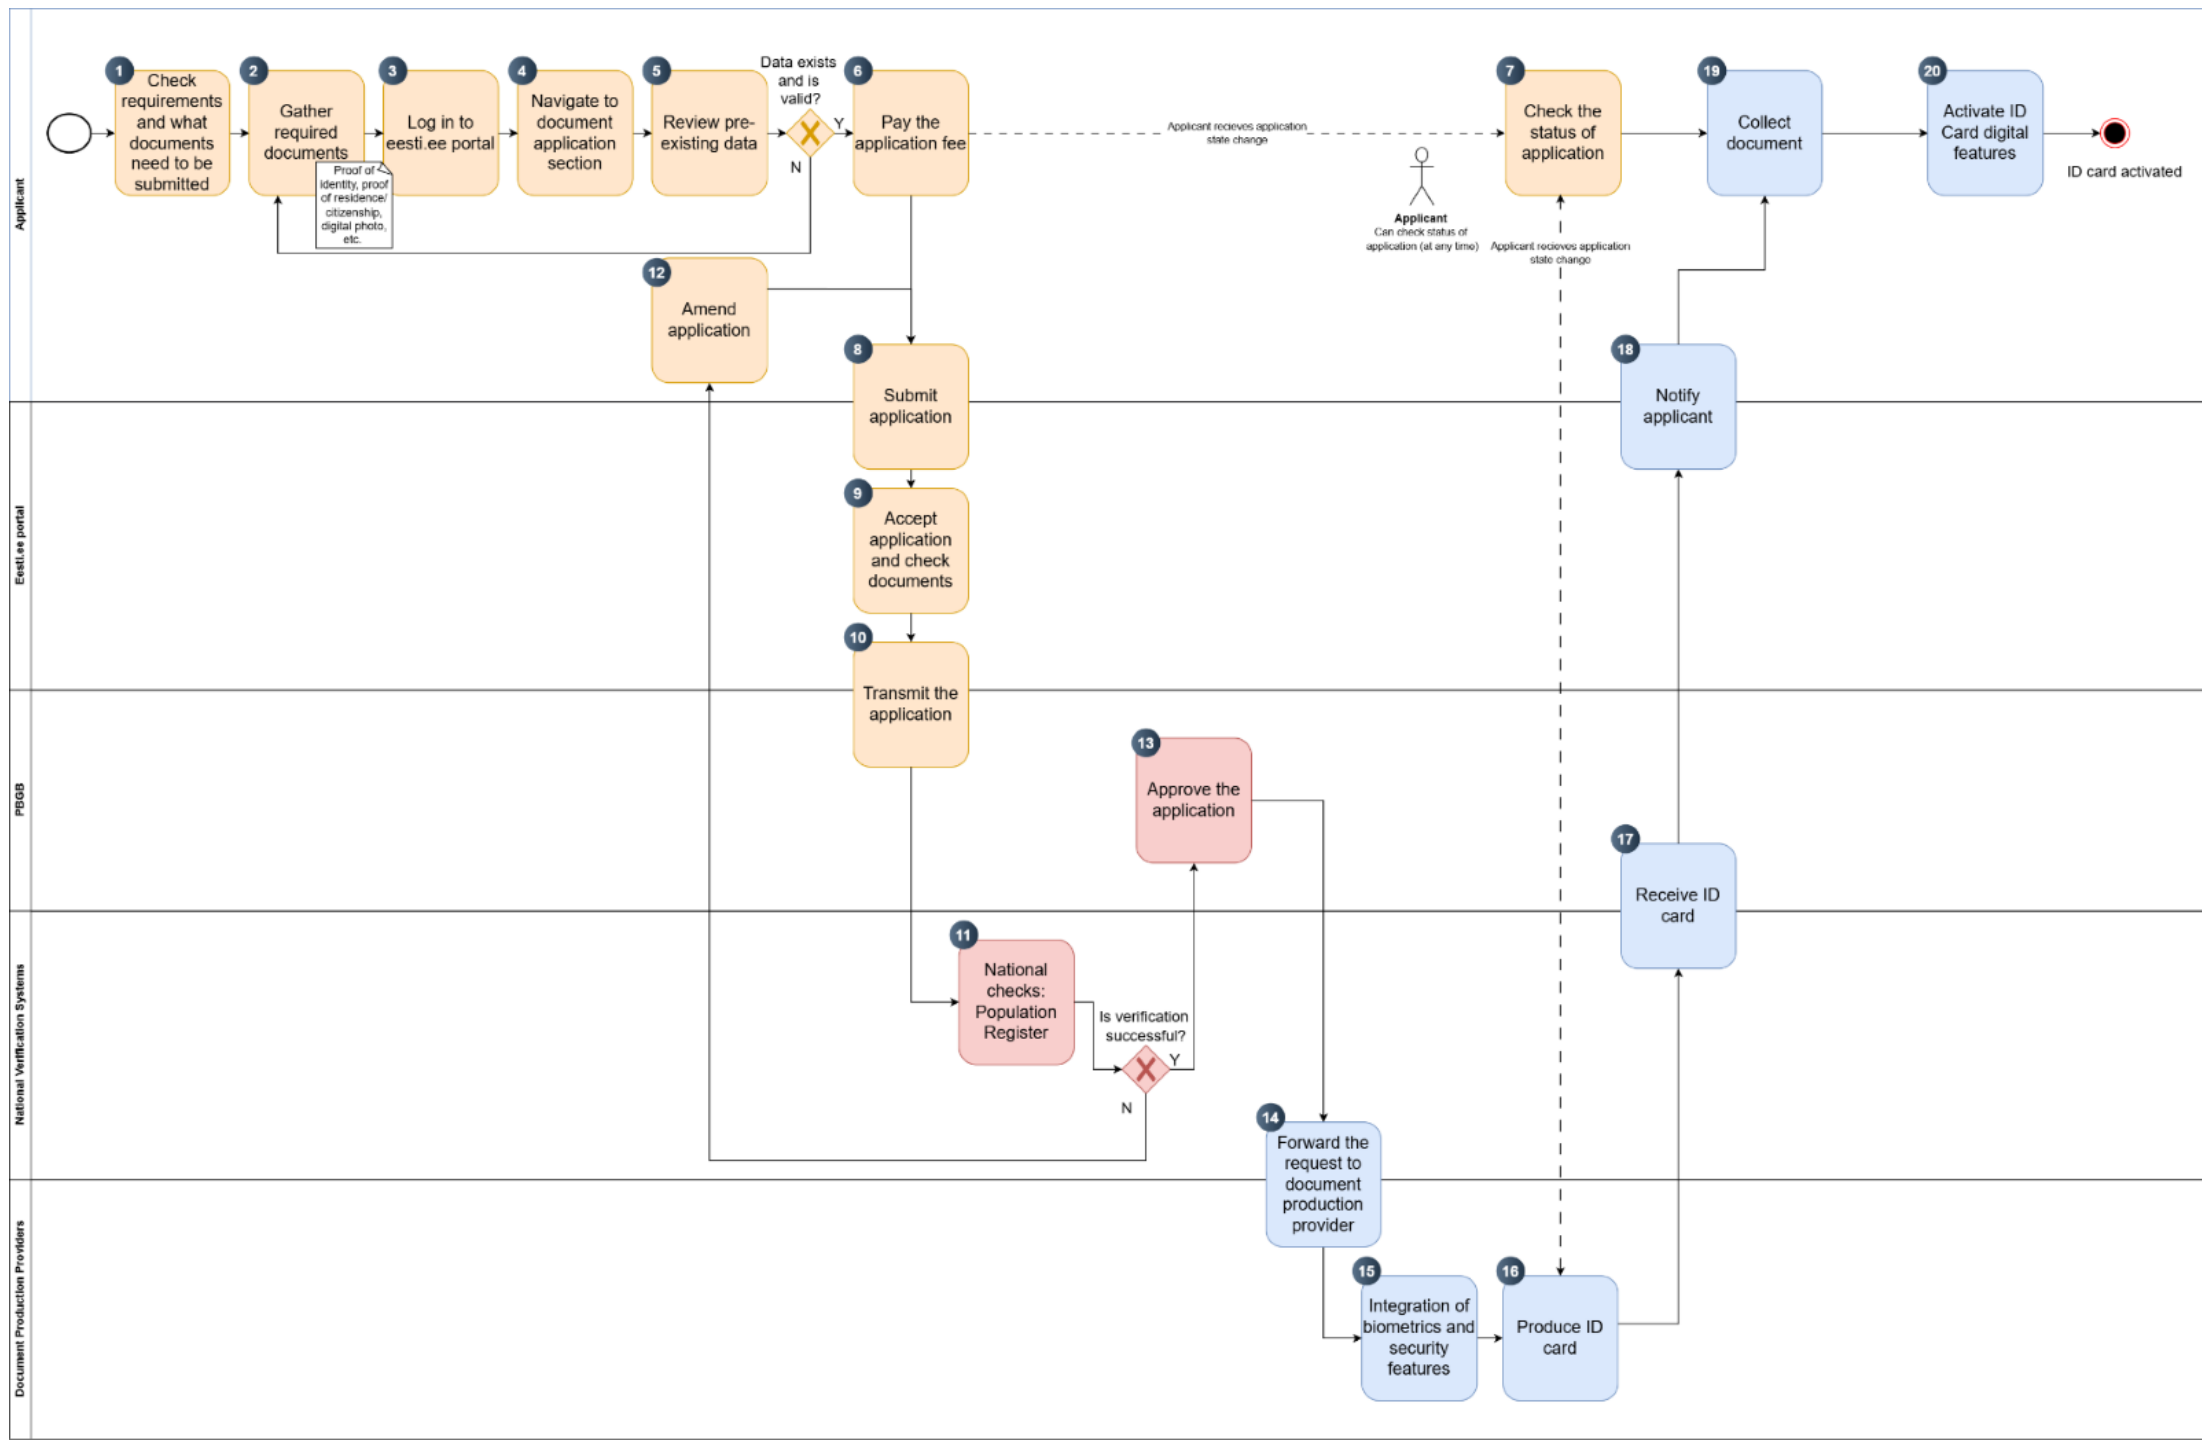 Applicant
1
Check
requirements
and what
documents
need to be
submitted
2
Gather
required
documents
Proof of
identity, proof
of residence/
citizenship,
digital photo,
etc.
3
Log in to
eesti.ee portal
4
Navigate to
document
application
section
5
Review pre-
existing data
Data exists
and is
valid?
Y
N
6
Pay the
application fee
Applicant recieves application
state change
Applicant
Can check status of
application (at any time)
7
Check the
status of
application
Applicant recieves application
state change
19
Collect
document
20
Activate ID
Card digital
features
ID card activated
12
Amend
application
8
Submit
application
18
Notify
applicant
Eesti.ee portal
9
Accept
application
and check
documents
10
Transmit the
application
PBGB
13
Approve the
application
17
Receive ID
card
National Verification Systems
11
National
checks:
Population
Register
Is verification
successful?
Y
N
14
Forward the
request to
document
production
provider
Document Production Providers
15
Integration of
biometrics and
security
features
16
Produce ID
card